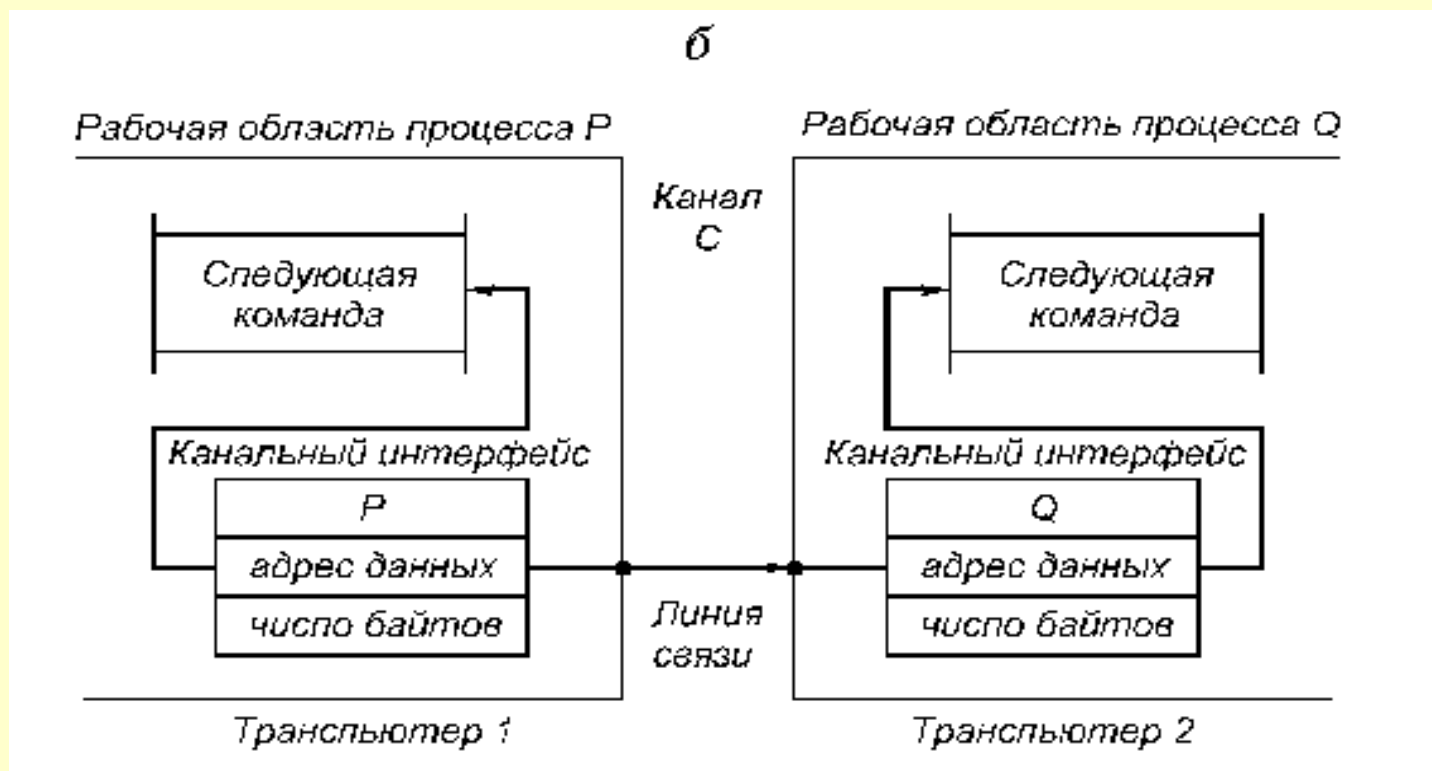 б
Рабочая область процесса P
Рабочая область процесса Q
Канал
С
Следующая
команда
Следующая
команда
Канальный интерфейс
Канальный интерфейс
P
Q
адрес данных
адрес данных
число байтов
число байтов
Линия
связи
Транспьютер 1
Транспьютер 2